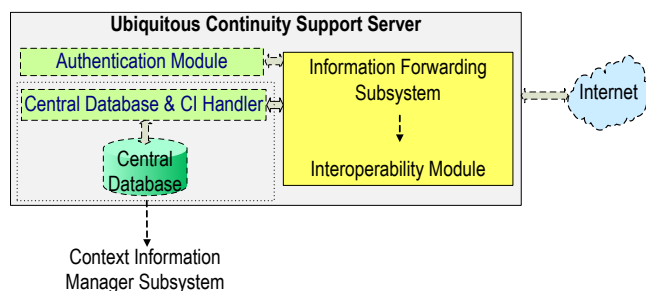 Ubiquitous Continuity Support Server
Authentication Module
Central Database & CI Handler
Central
Database
Information Forwarding
Subsystem
Interoperability Module
Internet
Context Information
Manager Subsystem